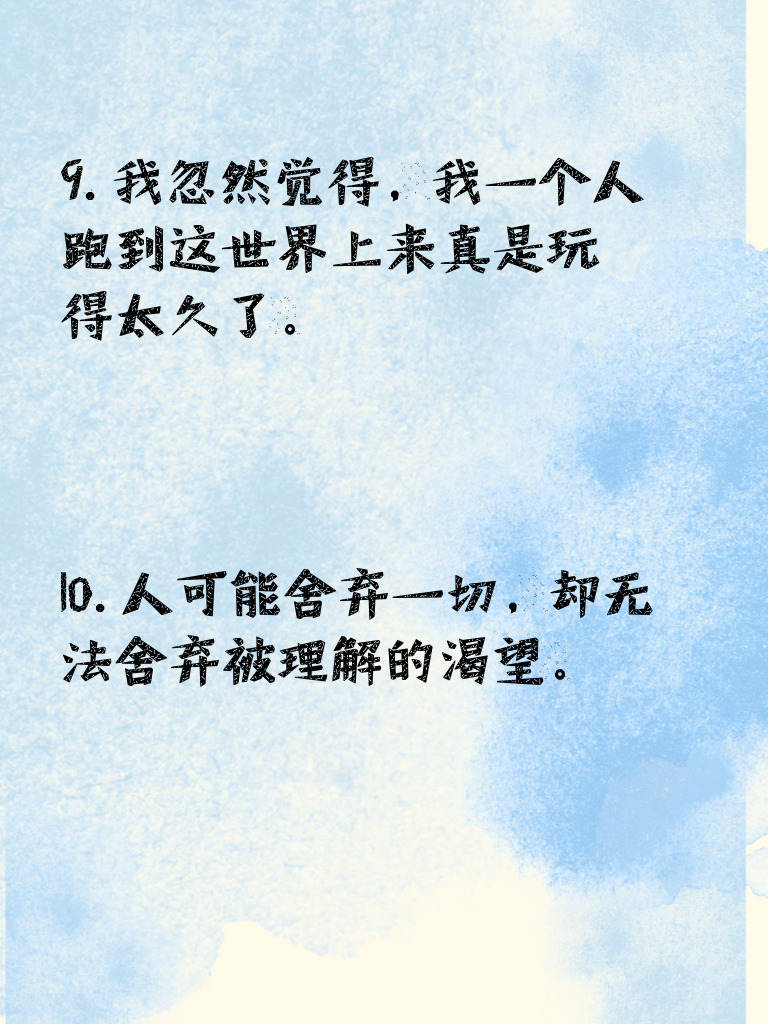 9. 我忽然觉得，我一个人
跑到这世界上来真是玩
得太久了。
10. 人可能舍弃一切，却无
法舍弃被理解的渴望。